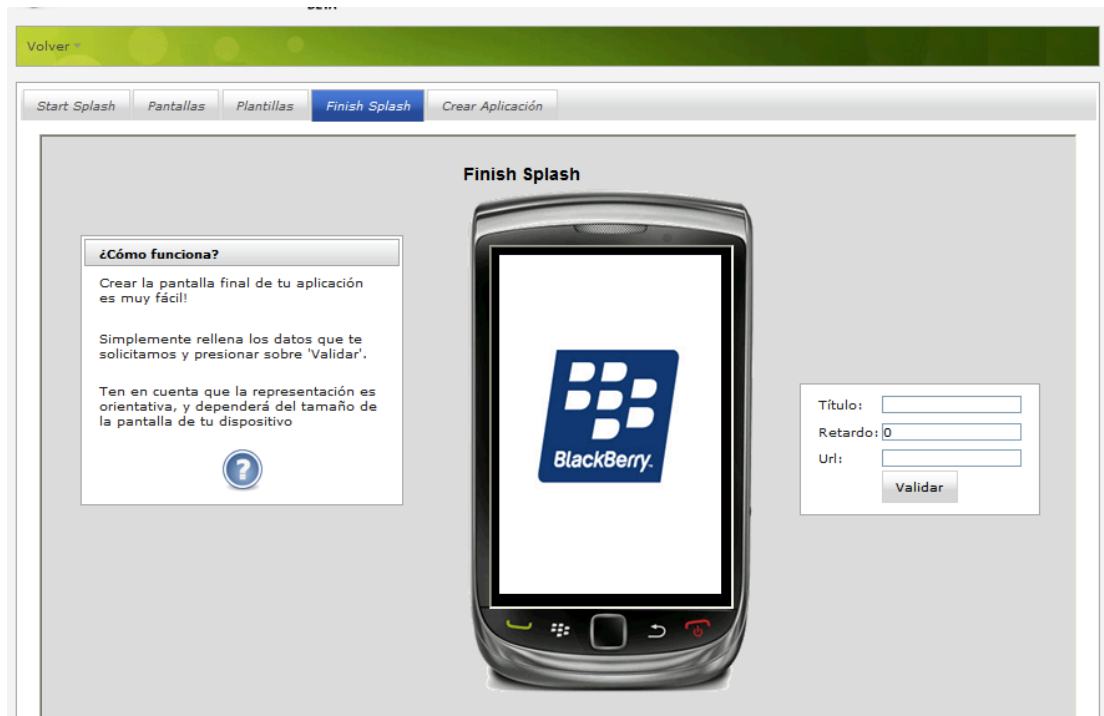 BETA
Volver
Start Splash Pantallas Plantillas Finish Splash Crear Aplicación
Finish Splash
¿Cómo funciona?
Crear la pantalla final de tu aplicación
es muy fácil!
Simplemente rellena los datos que te
solicitamos y presionar sobre 'Validar'.
Ten en cuenta que la representación es
orientativa, y dependerá del tamaño de
la pantalla de tu dispositivo
?
BlackBerry.
Título:
Retardo: 0
Url:
Validar